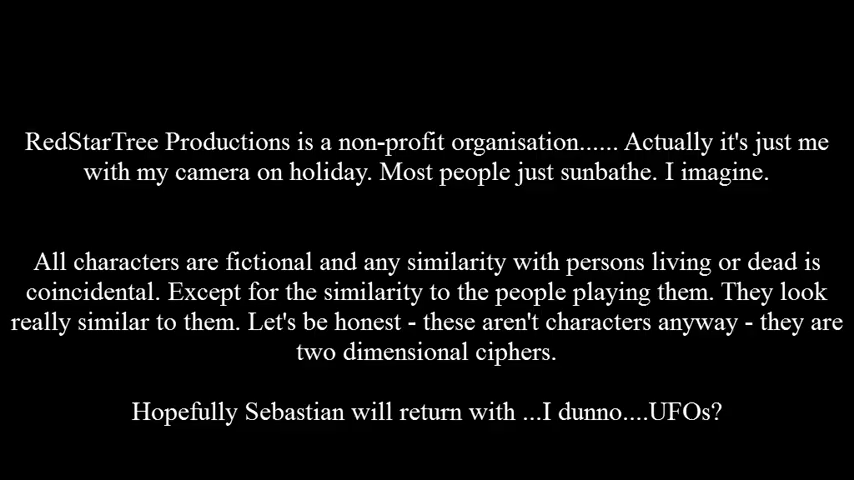 RedStarTree Productions is a non-profit organisation...... Actually it's just me
with my camera on holiday. Most people just sunbathe. I imagine.
All characters are fictional and any similarity with persons living or dead is
coincidental. Except for the similarity to the people playing them. They look
really similar to them. Let's be honest - these aren't characters anyway - they are
two dimensional ciphers.
Hopefully Sebastian will return with ...I dunno....UFOs?